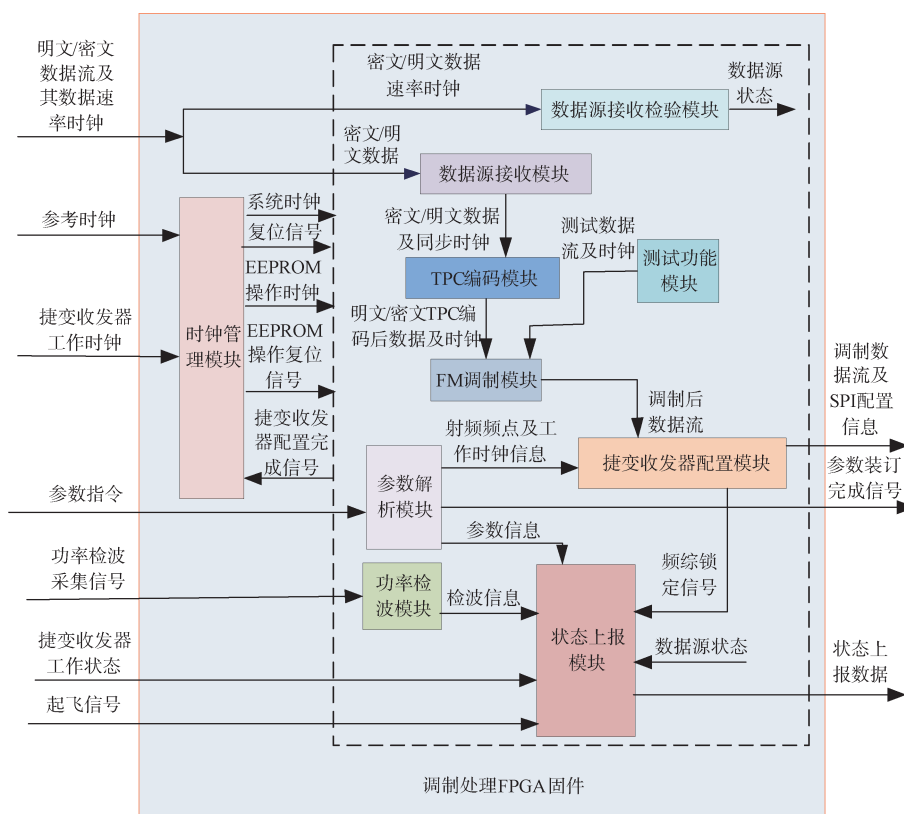 明文/密文
数据流及
其数据速
率时钟
密文/明文数据
速率时钟
数据源接收检验模块
数据源
状态
密文/明
文数据
数据源接收模块
参考时钟
系统时钟
复位信号
密文/明文数据
及同步时钟
测试数据
流及时钟
测试功能
模块
EEPROM
操作时钟
TPC编码模块
捷变收发器
工作时钟
时钟管
理模块
EEPROM
操作复位
信号
明文/密文TPC编
码后数据及时钟
FM调制模块
调制后
数据流
调制数
据流及
SPI配置
信息
捷变收发
器配置完
成信号
射频频点及工
作时钟信息
捷变收发器配置模块
参数指令
参数解
析模块
参数装订
完成信号
参数信息
功率检波
采集信号
功率检
波模块
检波信息
频综锁
定信号
状态上报
模块
数据源状态
捷变收发器
工作状态
状态上
报数据
起飞信号
调制处理FPGA固件